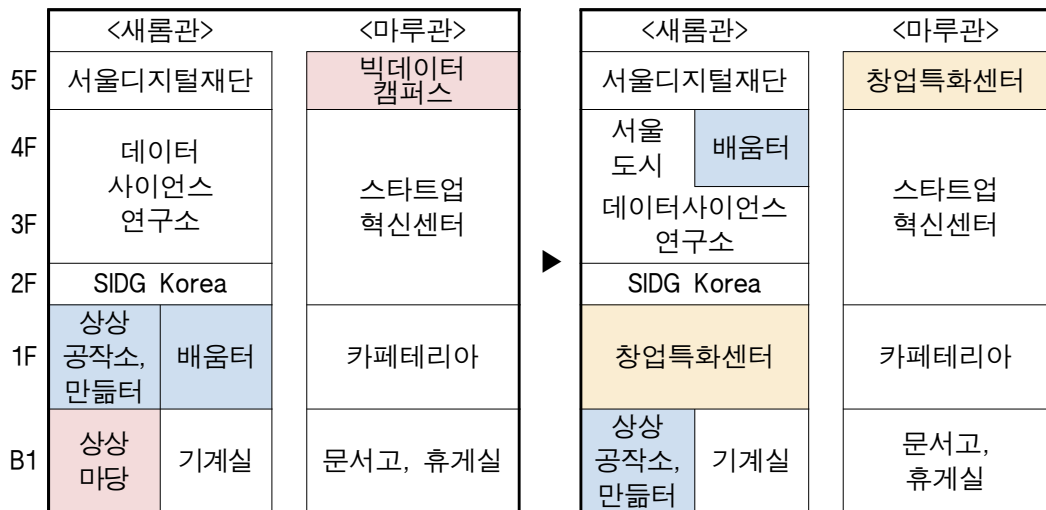 <새롬관>
<마루관>
5F
서울디지털재단
빅데이터
캠퍼스
4F
3F
데이터
사이언스
연구소
스타트업
혁신센터
2F
SIDG Korea
1F
상상
공작소,
만듦터
배움터
카페테리아
B1
상상
마당
기계실
문서고, 휴게실
▶
<새롬관>
<마루관>
서울디지털재단
창업특화센터
서울
도시
배움터
데이터사이언스
연구소
스타트업
혁신센터
SIDG Korea
창업특화센터
카페테리아
상상
공작소,
만듦터
기계실
문서고,
휴게실